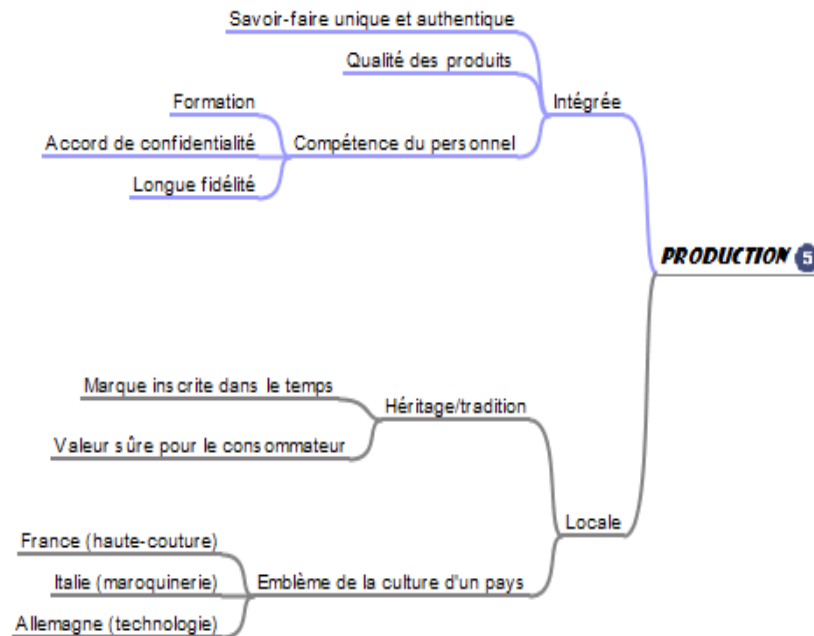 Savoir-faire unique et authentique
Qualité des produits
Formation
Intégrée
Accord de confidentialité
Compétence du personnel
Longue fidélité
PRODUCTION 5
Marque inscrite dans le temps
Héritage/tradition
Valeur sûre pour le consommateur
Locale
France (haute-couture)
Italie (maroquinerie)
Emblème de la culture d'un pays
Allemagne (technologie)